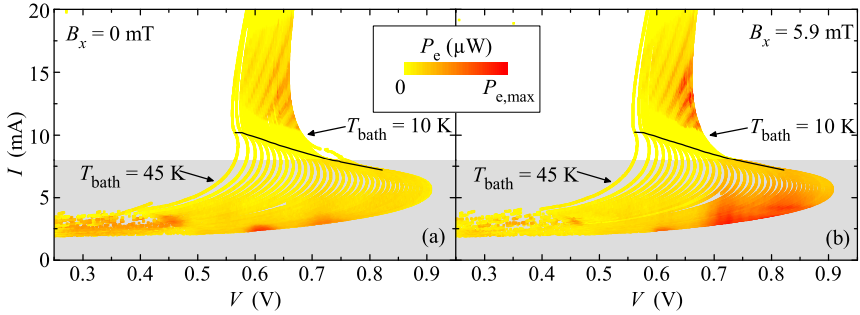 B_x = 0 mT
P_e (µW)
0 P_e,max
B_x = 5.9 mT
T_bath = 10 K
T_bath = 45 K
(a)
T_bath = 10 K
T_bath = 45 K
(b)
20
15
10
5
0
I (mA)
0.3 0.4 0.5 0.6 0.7 0.8 0.9 0.3 0.4 0.5 0.6 0.7 0.8 0.9
V (V) V (V)